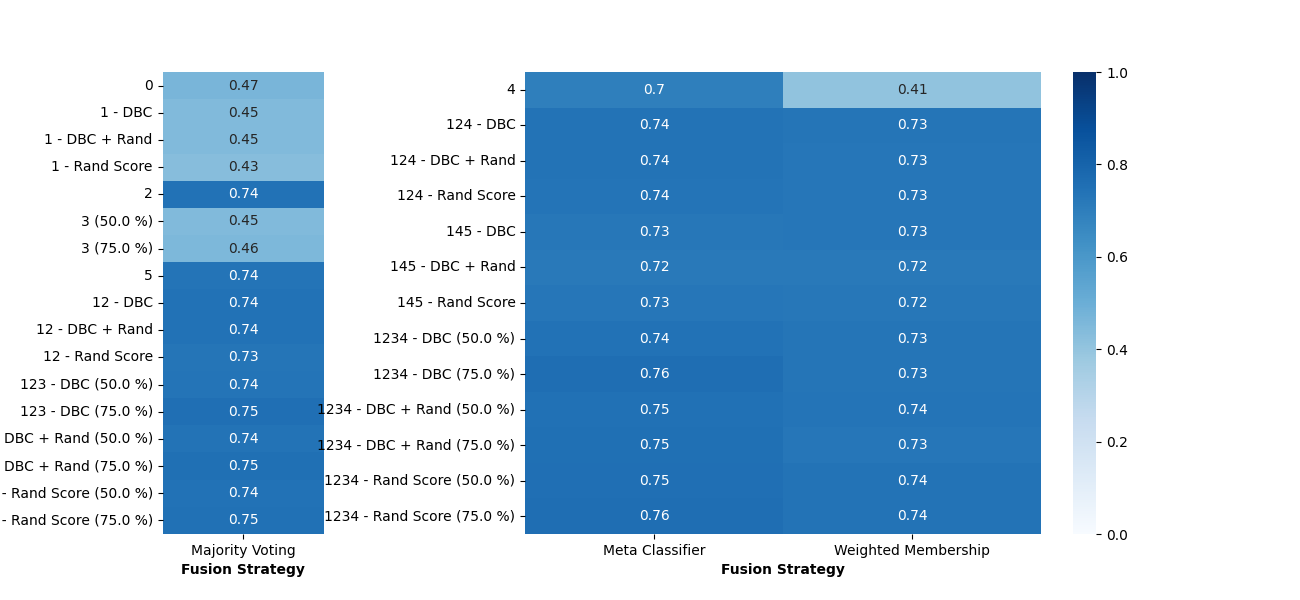 0 0.47
1 - DBC 0.45
1 - DBC + Rand 0.45
1 - Rand Score 0.43
2 0.74
3 (50.0 %) 0.45
3 (75.0 %) 0.46
5 0.74
12 - DBC 0.74
12 - DBC + Rand 0.74
12 - Rand Score 0.73
123 - DBC (50.0 %) 0.74
123 - DBC (75.0 %) 0.75
DBC + Rand (50.0 %) 0.74
DBC + Rand (75.0 %) 0.75
- Rand Score (50.0 %) 0.74
- Rand Score (75.0 %) 0.75
Majority Voting
Fusion Strategy
4 0.7 0.41
124 - DBC 0.74 0.73
124 - DBC + Rand 0.74 0.73
124 - Rand Score 0.74 0.73
145 - DBC 0.73 0.73
145 - DBC + Rand 0.72 0.72
145 - Rand Score 0.73 0.72
1234 - DBC (50.0 %) 0.74 0.73
1234 - DBC (75.0 %) 0.76 0.73
1234 - DBC + Rand (50.0 %) 0.75 0.74
1234 - DBC + Rand (75.0 %) 0.75 0.73
1234 - Rand Score (50.0 %) 0.75 0.74
1234 - Rand Score (75.0 %) 0.76 0.74
Meta Classifier Weighted Membership
Fusion Strategy
1.0
0.8
0.6
0.4
0.2
0.0